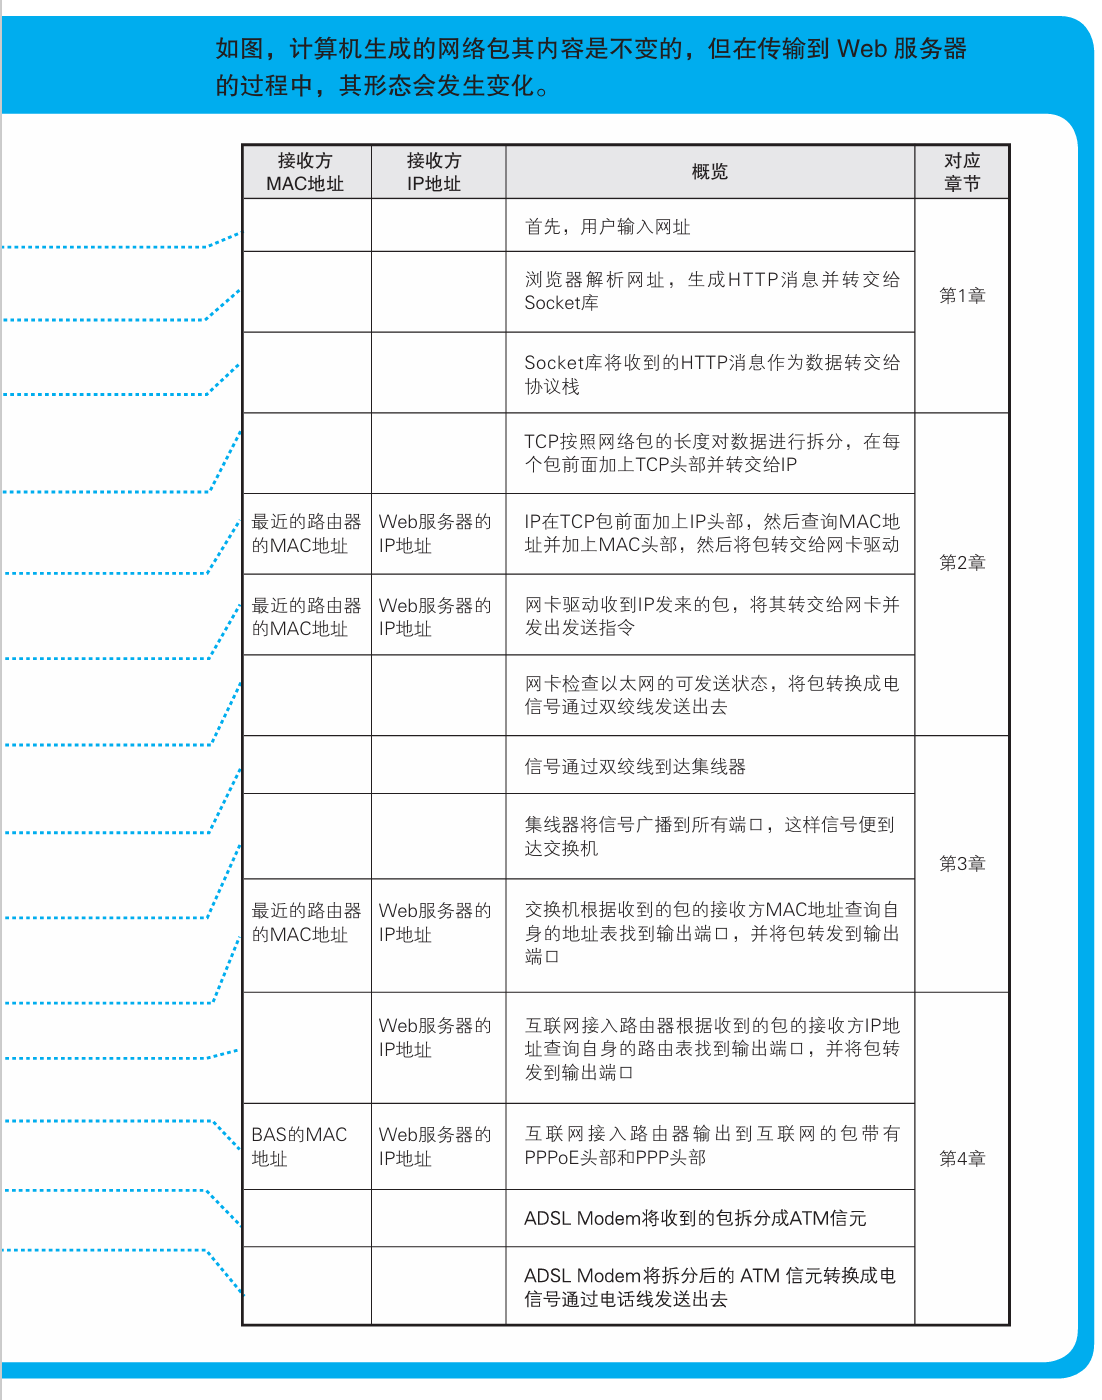 如图，计算机生成的网络包其内容是不变的，但在传输到 Web 服务器
的过程中，其形态会发生变化。
接收方
MAC地址
接收方
IP地址
概览
对应
章节
首先，用户输入网址
浏览器解析网址，生成HTTP消息并转交给
Socket库
第1章
Socket库将收到的HTTP消息作为数据转交给
协议栈
TCP按照网络包的长度对数据进行拆分，在每
个包前面加上TCP头部并转交给IP
最近的路由器
的MAC地址
Web服务器的
IP地址
IP在TCP包前面加上IP头部，然后查询MAC地
址并加上MAC头部，然后将包转交给网卡驱动
第2章
最近的路由器
的MAC地址
Web服务器的
IP地址
网卡驱动收到IP发来的包，将其转交给网卡并
发出发送指令
网卡检查以太网的可发送状态，将包转换成电
信号通过双绞线发送出去
信号通过双绞线到达集线器
集线器将信号广播到所有端口，这样信号便到
达交换机
第3章
最近的路由器
的MAC地址
Web服务器的
IP地址
交换机根据收到的包的接收方MAC地址查询自
身的地址表找到输出端口，并将包转发到输出
端口
Web服务器的
IP地址
互联网接入路由器根据收到的包的接收方IP地
址查询自身的路由表找到输出端口，并将包转
发到输出端口
BAS的MAC
地址
Web服务器的
IP地址
互联网接入路由器输出到互联网的包带有
PPPoE头部和PPP头部
第4章
ADSL Modem将收到的包拆分成ATM信元
ADSL Modem将拆分后的 ATM 信元转换成电
信号通过电话线发送出去